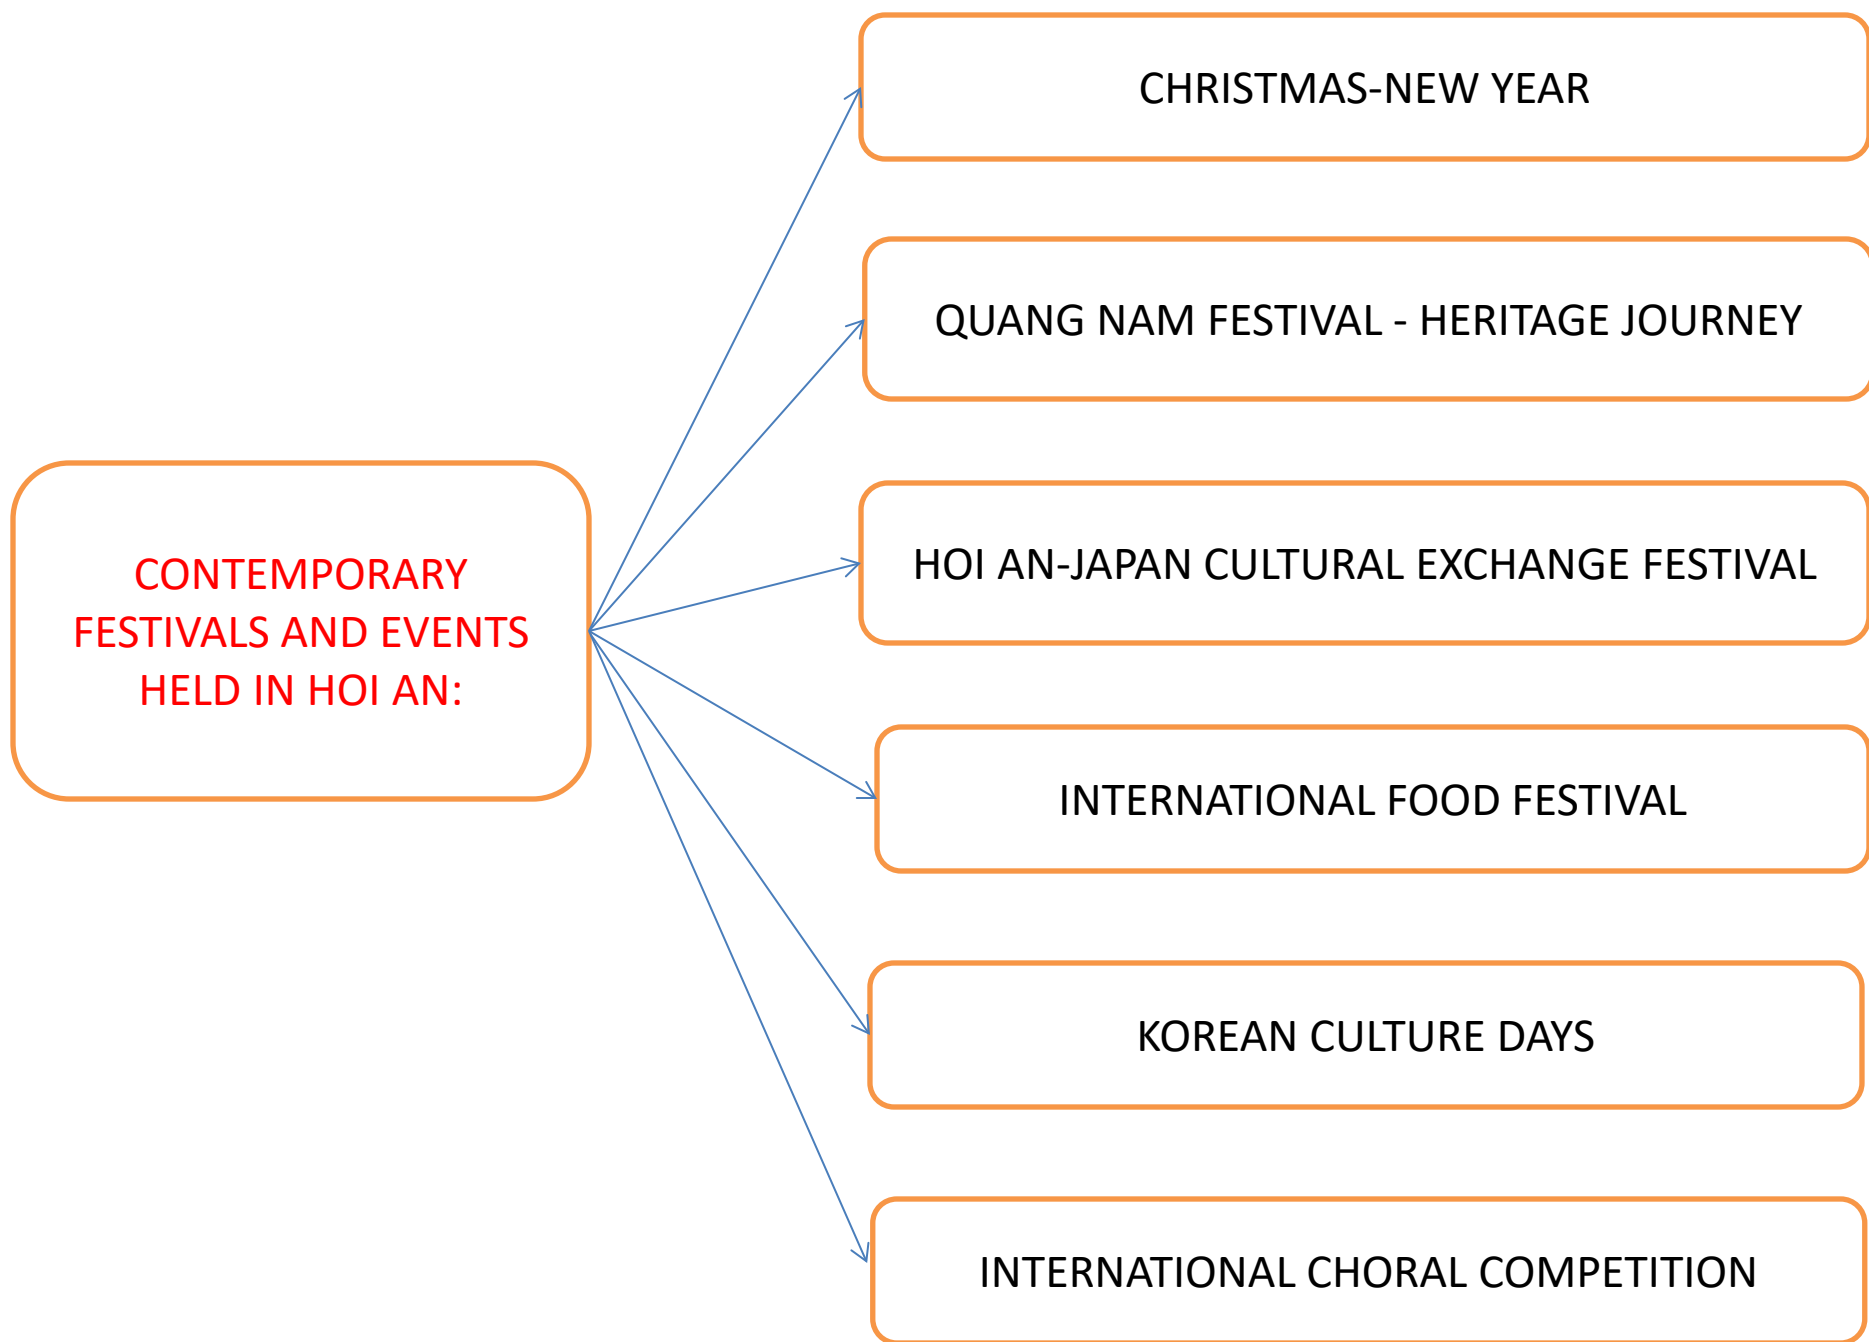 CHRISTMAS-NEW YEAR
QUANG NAM FESTIVAL - HERITAGE JOURNEY
HOI AN-JAPAN CULTURAL EXCHANGE FESTIVAL
CONTEMPORARY
FESTIVALS AND EVENTS
HELD IN HOI AN:
INTERNATIONAL FOOD FESTIVAL
KOREAN CULTURE DAYS
INTERNATIONAL CHORAL COMPETITION